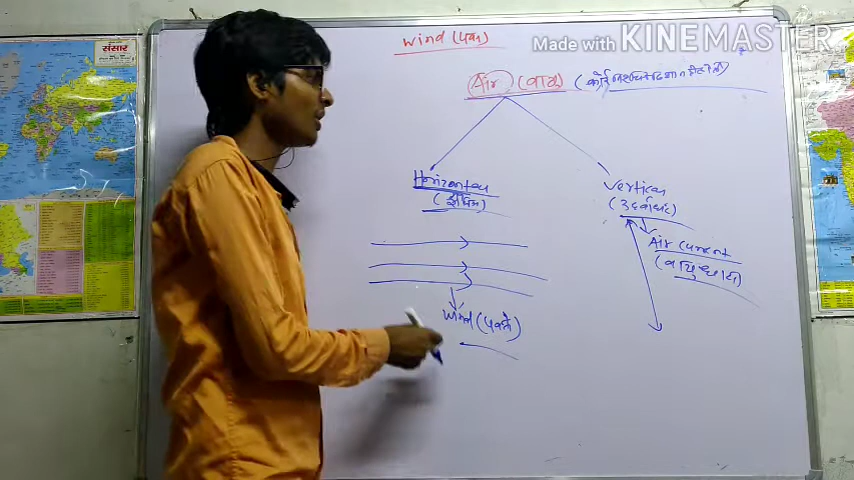 Made with KINEMASTER
संसार
Wind (पवन)
Air (वायु) (कोई निश्चित दिशा न होती)
Horizontal
(क्षैतिज)
Vertical
(उर्ध्वाधर)
Air Current
(वायु धारा)
Wind (पवन)